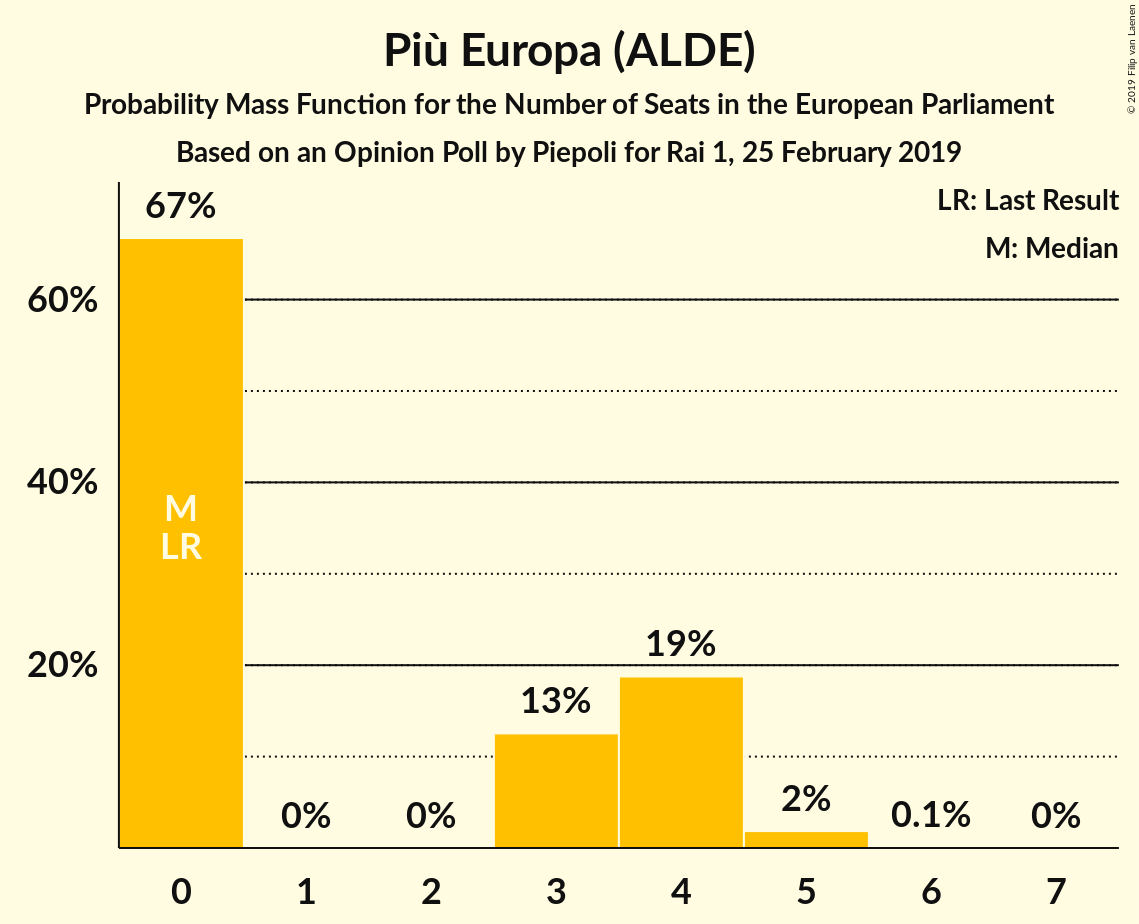 Più Europa (ALDE)
Probability Mass Function for the Number of Seats in the European Parliament
Based on an Opinion Poll by Piepoli for Rai 1, 25 February 2019
© 2019 Filip van Laenen
LR: Last Result
M: Median
67%
60%
40%
M
LR
20%
19%
13%
0%
0%
2%
0.1%
0%
0 1 2 3 4 5 6 7